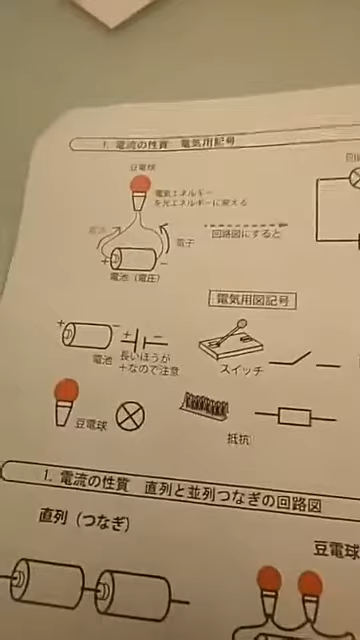 1. 電流の性質　電気用記号
豆電球
電気エネルギー
を光エネルギーに変える
電流
電子
回路図にすると
+
−
電池（電圧）
電気用図記号
+
−
+
−
電池
長いほうが
+なので注意
スイッチ
豆電球
抵抗
1. 電流の性質　直列と並列つなぎの回路図
直列（つなぎ）
豆電球